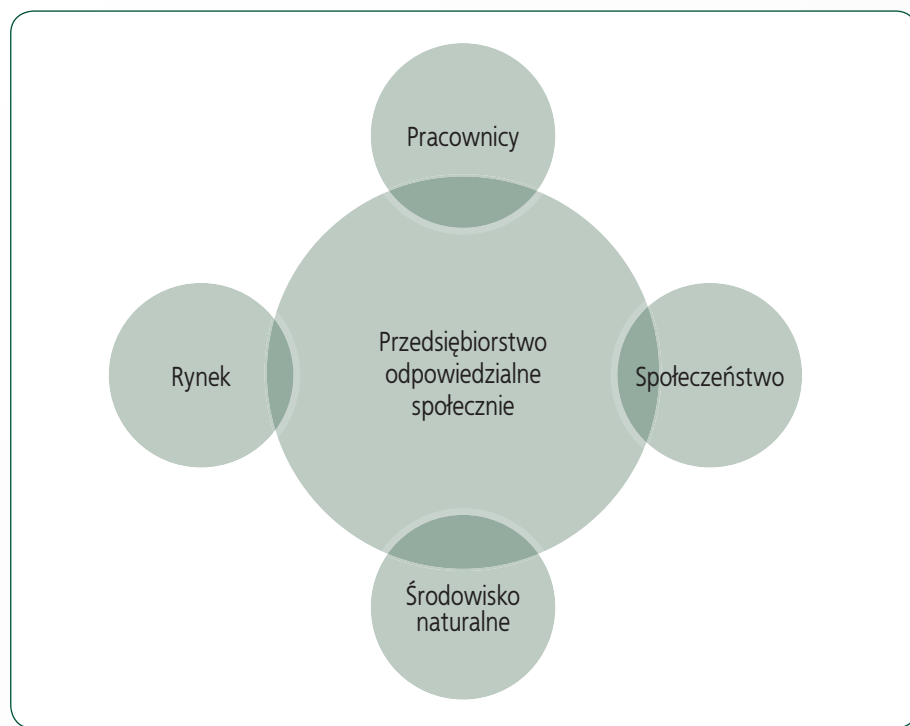 Pracownicy
Rynek
Przedsiębiorstwo
odpowiedzialne
społecznie
Społeczeństwo
Środowisko
naturalne